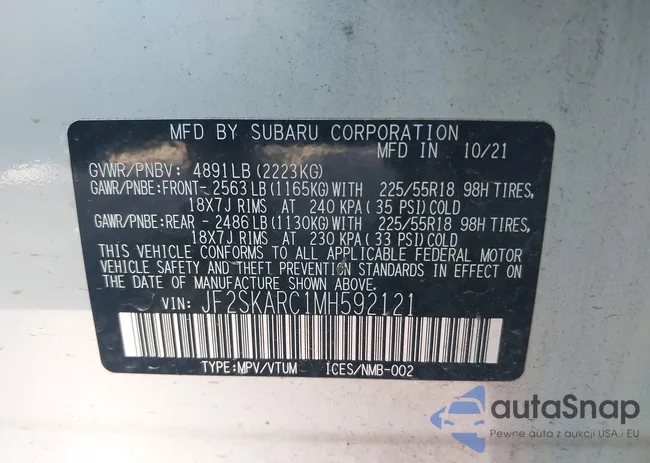 MFD BY SUBARU CORPORATION
MFD IN 10/21
GVWR/PNBV: 4891LB (2223KG)
GAWR/PNBE:FRONT- 2563 LB (1165KG) WITH 225/55R18 98H TIRES,
18X7J RIMS AT 240 KPA ( 35 PSI) COLD
GAWR/PNBE:REAR - 2486 LB (1130KG) WITH 225/55R18 98H TIRES,
18X7J RIMS AT 230 KPA ( 33 PSI) COLD
THIS VEHICLE CONFORMS TO ALL APPLICABLE FEDERAL MOTOR
VEHICLE SAFETY AND THEFT PREVENTION STANDARDS IN EFFECT
ON THE DATE OF MANUFACTURE SHOWN ABOVE.
VIN: JF2SKARC1MH592121
TYPE:MPV/VTUM ICES/NMB-002
autaSnap
Pewne auta z aukcji USA i EU